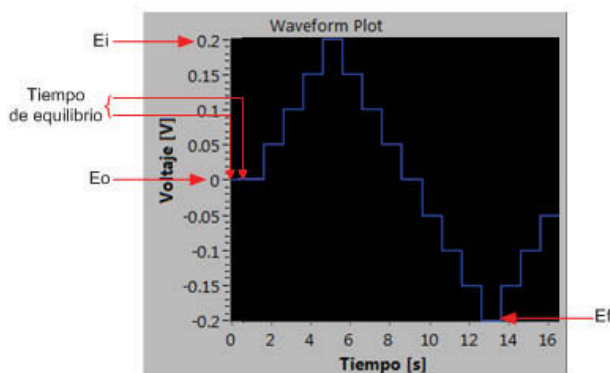 Waveform Plot
Ei
Tiempo
de equilibrio
Eo
Ef
Voltaje [V]
0.2
0.15
0.1
0.05
0
-0.05
-0.1
-0.15
-0.2
0 2 4 6 8 10 12 14 16
Tiempo [s]